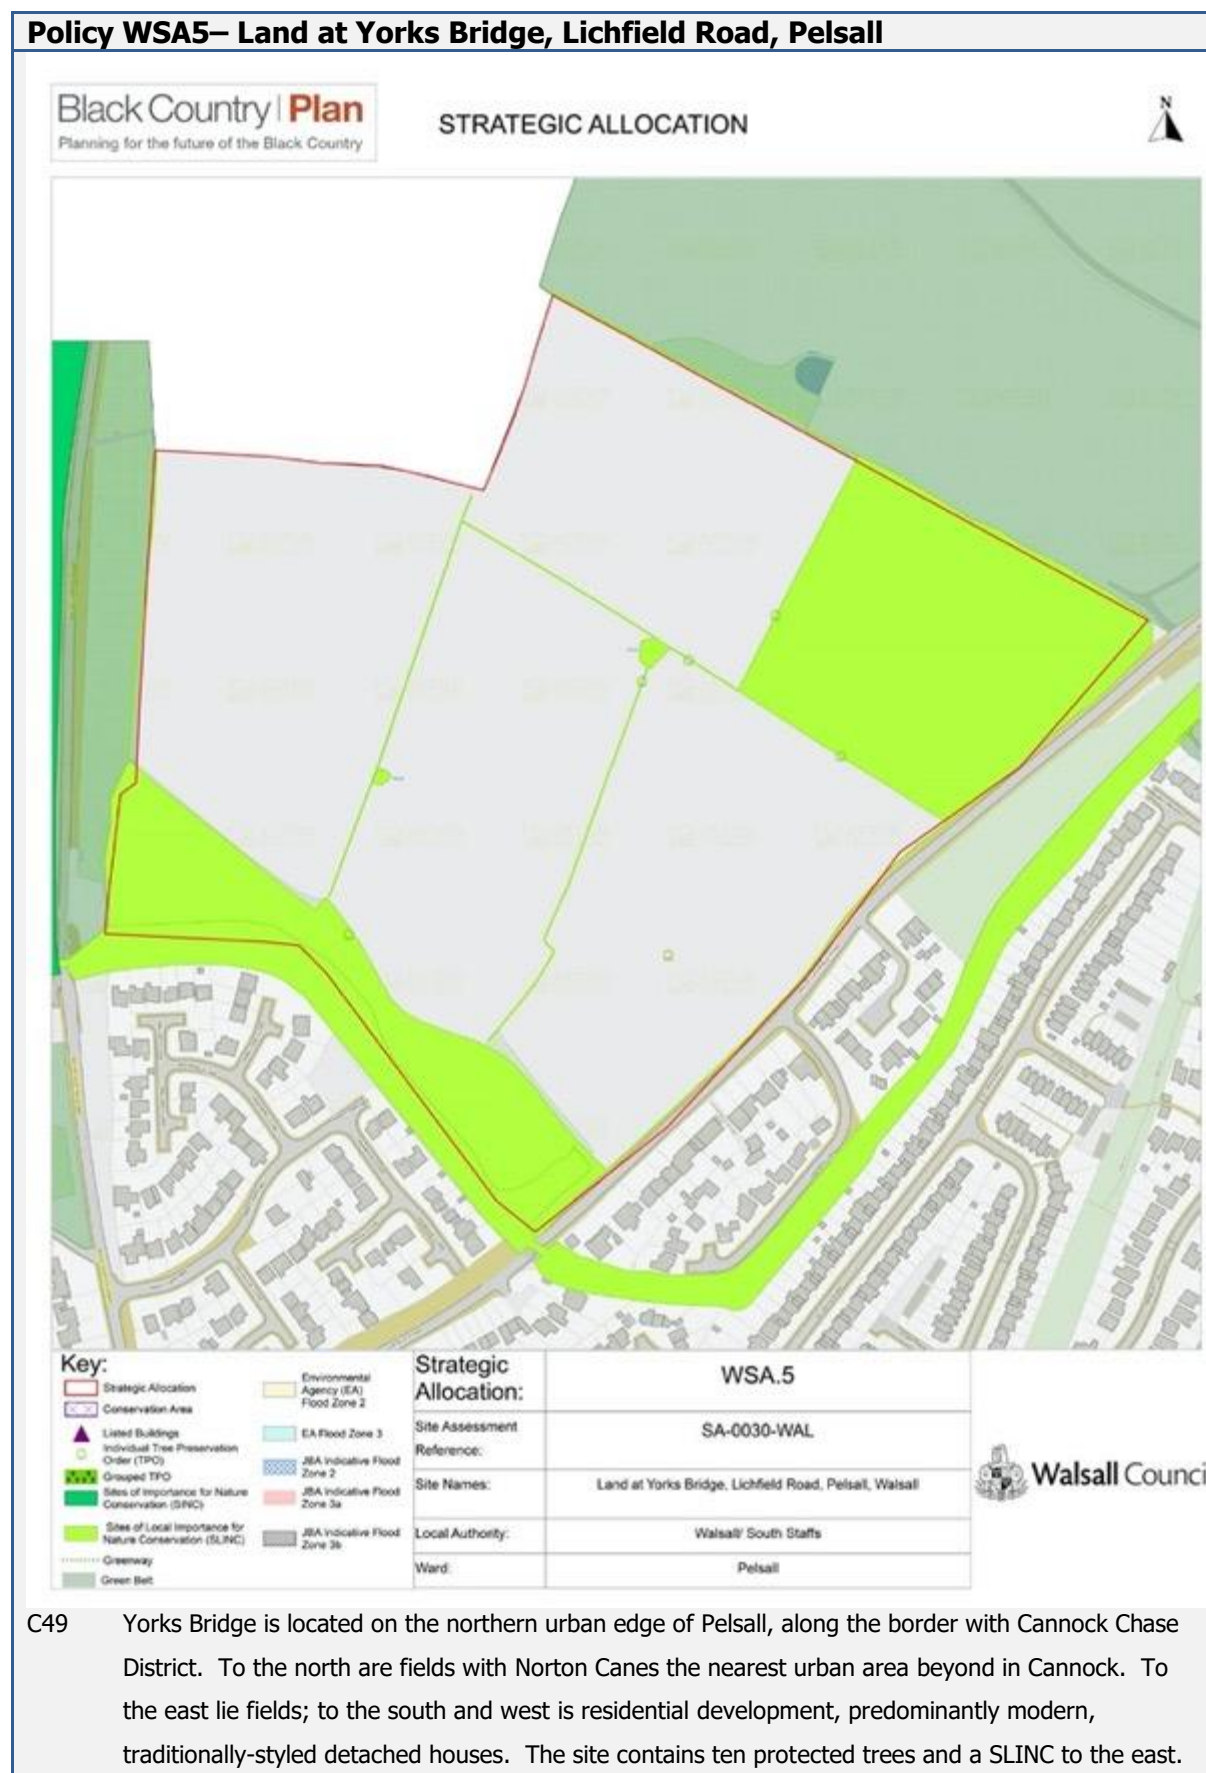 Policy WSA5– Land at Yorks Bridge, Lichfield Road, Pelsall
Black Country | Plan
Planning for the future of the Black Country
STRATEGIC ALLOCATION
N
Key:
Strategic Allocation
Conservation Area
Listed Buildings
Individual Tree Preservation
Order (TPO)
Grouped TPO
Sites of Importance for Nature
Conservation (SINC)
Sites of Local Importance for
Nature Conservation (SLINC)
Greenway
Green Belt
Environmental
Agency (EA)
Flood Zone 2
EA Flood Zone 3
JBA Indicative Flood
Zone 2
JBA Indicative Flood
Zone 3a
JBA Indicative Flood
Zone 3b
Strategic
Allocation:
WSA.5
Site Assessment
Reference:
SA-0030-WAL
Site Names:
Land at Yorks Bridge, Lichfield Road, Pelsall, Walsall
Local Authority:
Walsall/ South Staffs
Ward:
Pelsall
Walsall Counci
C49 Yorks Bridge is located on the northern urban edge of Pelsall, along the border with Cannock Chase
District. To the north are fields with Norton Canes the nearest urban area beyond in Cannock. To
the east lie fields; to the south and west is residential development, predominantly modern,
traditionally-styled detached houses. The site contains ten protected trees and a SLINC to the east.